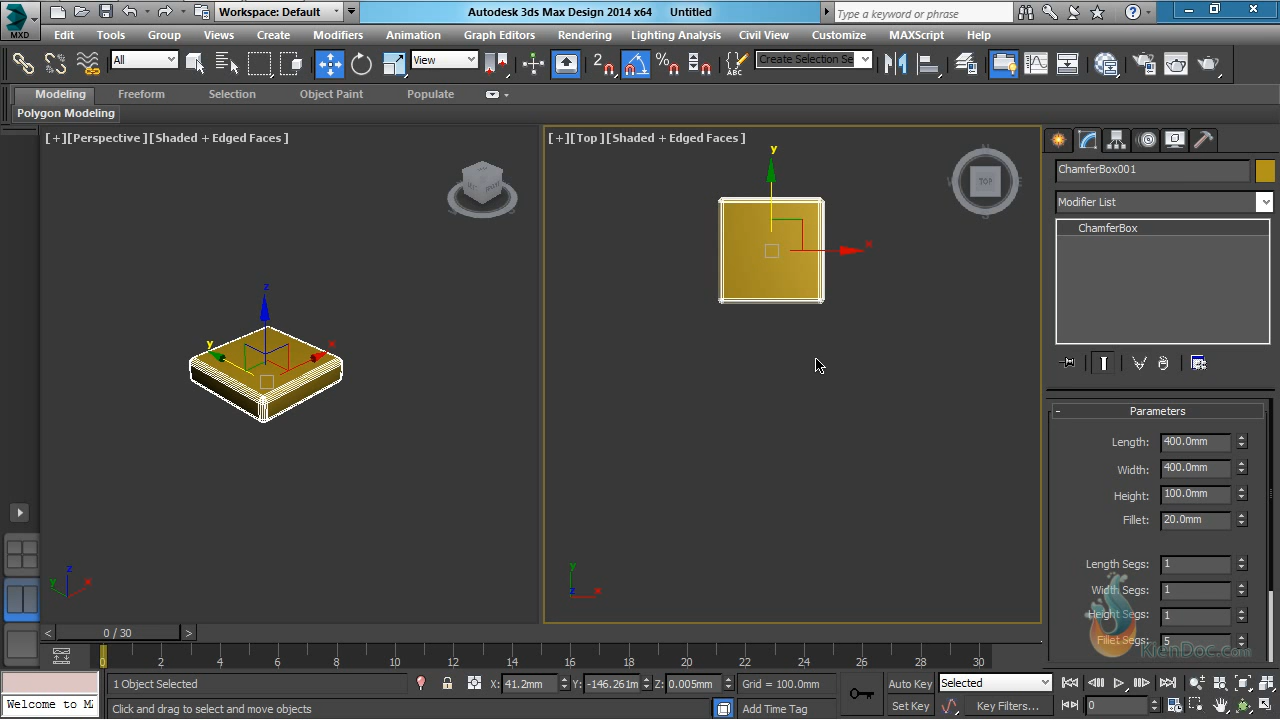 MXD
Workspace: Default
Autodesk 3ds Max Design 2014 x64 Untitled
Type a keyword or phrase
Edit Tools Group Views Create Modifiers Animation Graph Editors Rendering Lighting Analysis Civil View Customize MAXScript Help
All
View
2
Create Selection Se
Modeling Freeform Selection Object Paint Populate
Polygon Modeling
[+][Perspective][Shaded + Edged Faces]
[+][Top][Shaded + Edged Faces]
TOP
z
y
x
y
x
z
y
x
y
z
x
ChamferBox001
Modifier List
ChamferBox
- Parameters
Length: 400.0mm
Width: 400.0mm
Height: 100.0mm
Fillet: 20.0mm
Length Segs: 1
Width Segs: 1
Height Segs: 1
Fillet Segs: 5
KienDoc.com
< 0 / 30 >
0 2 4 6 8 10 12 14 16 18 20 22 24 26 28 30
1 Object Selected
X: 41.2mm Y: -146.261m Z: 0.005mm Grid = 100.0mm
Auto Key Selected
Welcome to M
Click and drag to select and move objects
Add Time Tag
Set Key Key Filters...
0